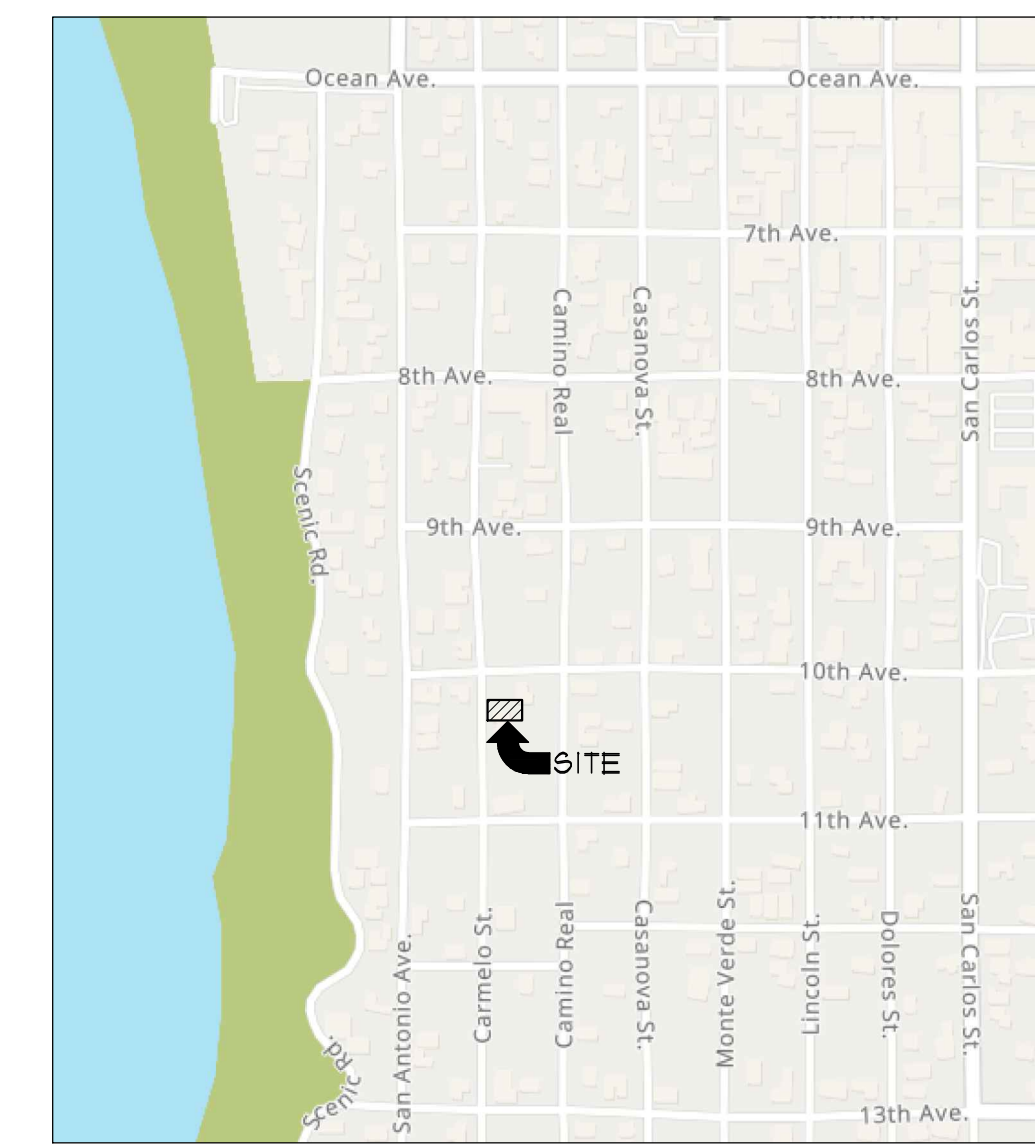 Ocean Ave.
Ocean Ave.
7th Ave.
Camino Real
Casanova St.
San Carlos St.
8th Ave.
8th Ave.
Scenic Rd.
9th Ave.
9th Ave.
10th Ave.
SITE
11th Ave.
San Antonio Ave.
Carmelo St.
Camino Real
Casanova St.
Monte Verde St.
Lincoln St.
Dolores St.
San Carlos St.
Scenic Rd.
13th Ave.